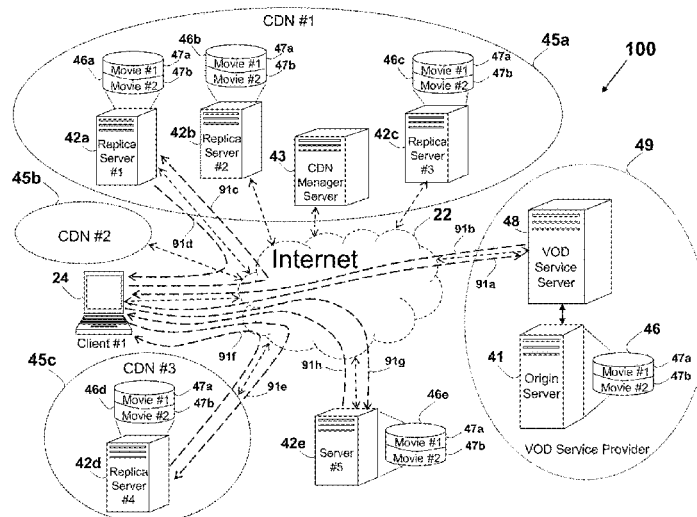 CDN #1
46a
Movie #1
Movie #2
47a
47b
46b
Movie #1
Movie #2
47a
47b
46c
Movie #1
Movie #2
47a
47b
45a
100
42a
Replica
Server
#1
42b
Replica
Server
#2
43
CDN
Manager
Server
42c
Replica
Server
#3
49
45b
CDN #2
91d
91c
22
Internet
91b
91a
48
VOD
Service
Server
24
Client #1
41
Origin
Server
46
Movie #1
Movie #2
47a
47b
VOD Service Provider
45c
CDN #3
91f
91e
91h
91g
46d
Movie #1
Movie #2
47a
47b
42d
Replica
Server
#4
42e
Server
#5
46e
Movie #1
Movie #2
47a
47b